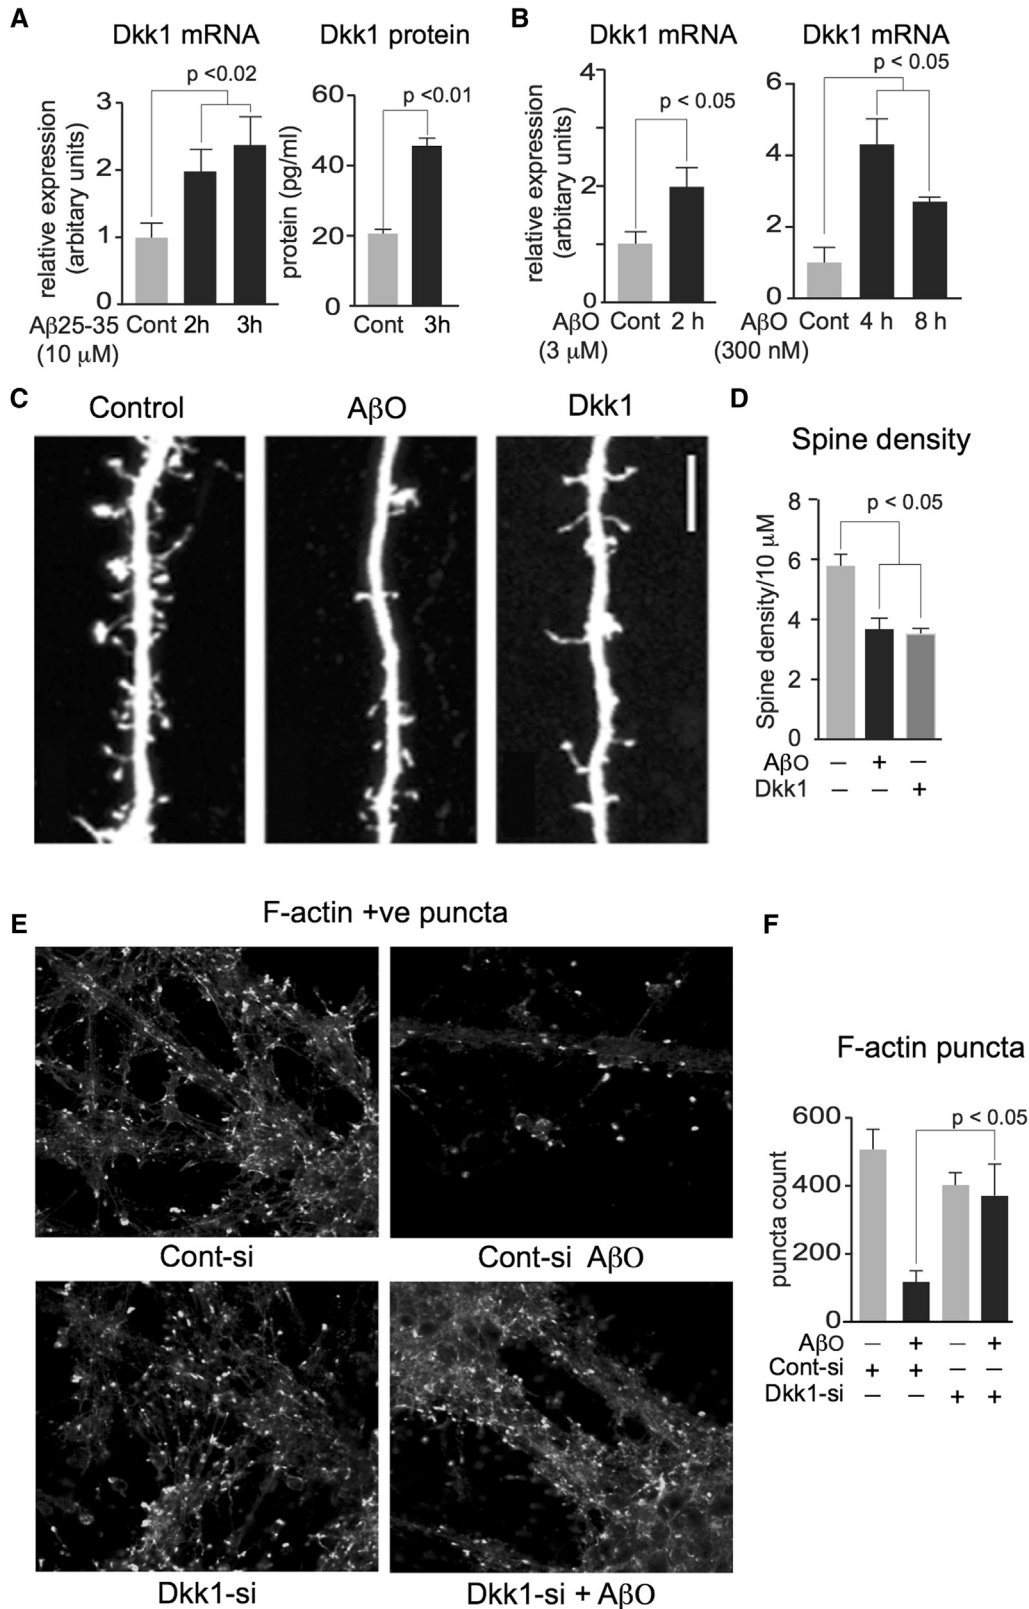 A
Dkk1 mRNA
p <0.02
relative expression
(arbitary units)
3
2
1
0
Aβ25-35 Cont 2h 3h
(10 μM)
Dkk1 protein
p <0.01
protein (pg/ml)
60
40
20
0
Cont 3h
B
Dkk1 mRNA
p < 0.05
relative expression
(arbitary units)
4
2
0
AβO Cont 2 h
(3 μM)
Dkk1 mRNA
p < 0.05
6
4
2
0
AβO Cont 4 h 8 h
(300 nM)
C
Control
AβO
Dkk1
D
Spine density
p < 0.05
Spine density/10 μM
8
6
4
2
0
AβO – + –
Dkk1 – – +
E
F-actin +ve puncta
Cont-si
Cont-si AβO
Dkk1-si
Dkk1-si + AβO
F
F-actin puncta
p < 0.05
puncta count
600
400
200
0
AβO – + – +
Cont-si + + – –
Dkk1-si – – + +